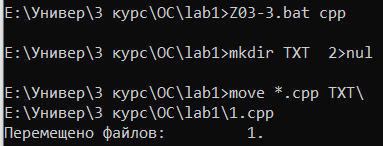 E:\Универ\3 курс\ОС\lab1>Z03-3.bat cpp
E:\Универ\3 курс\ОС\lab1>mkdir TXT  2>nul
E:\Универ\3 курс\ОС\lab1>move *.cpp TXT\
E:\Универ\3 курс\ОС\lab1\1.cpp
Перемещено файлов:         1.